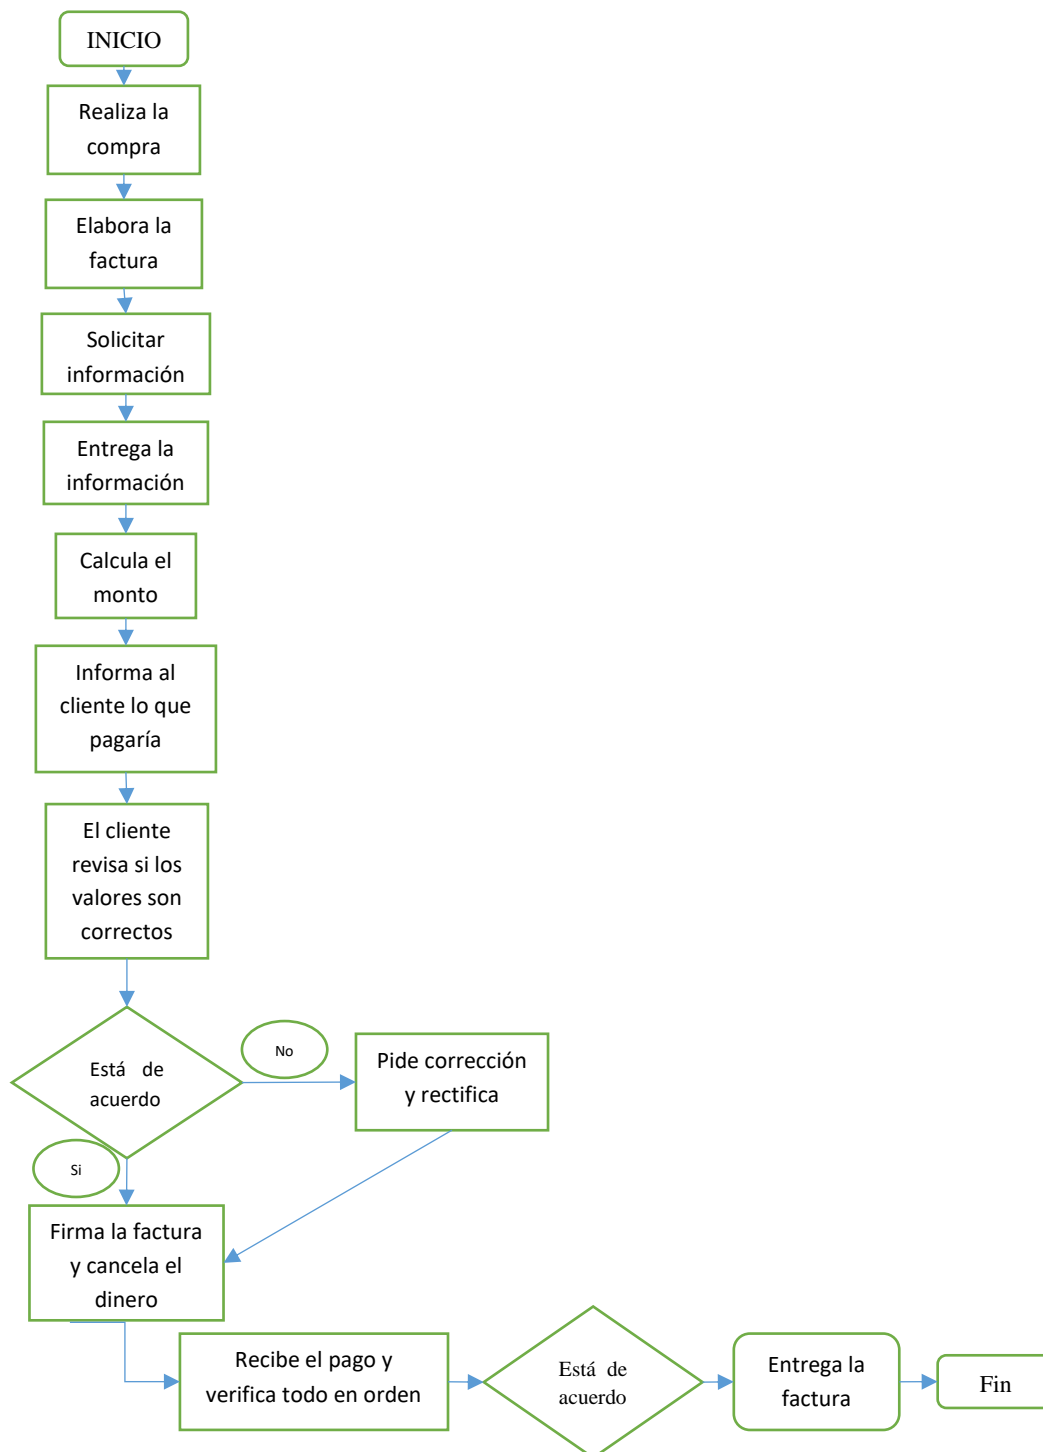 INICIO
Realiza la
compra
Elabora la
factura
Solicitar
información
Entrega la
información
Calcula el
monto
Informa al
cliente lo que
pagaría
El cliente
revisa si los
valores son
correctos
Está de
acuerdo
No
Pide corrección
y rectifica
Si
Firma la factura
y cancela el
dinero
Recibe el pago y
verifica todo en orden
Está de
acuerdo
Entrega la
factura
Fin